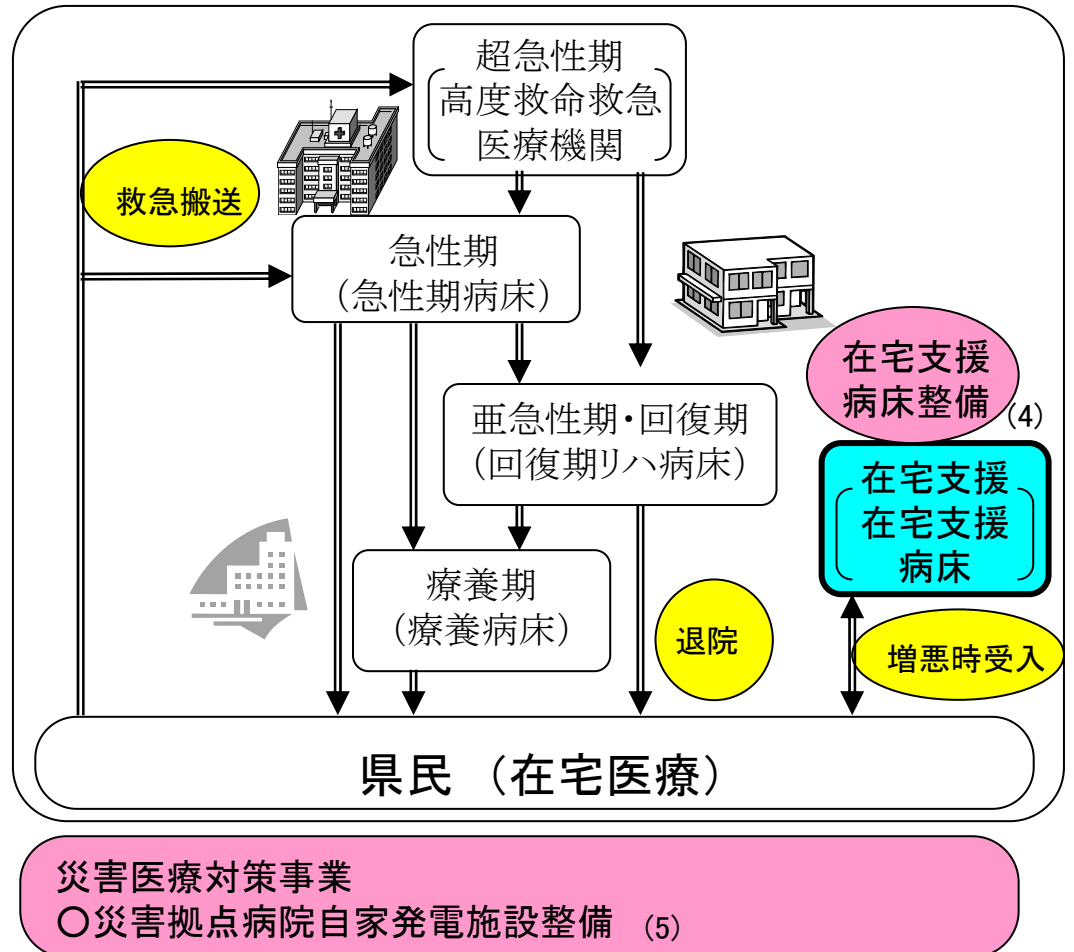 超急性期
高度救命救急
医療機関
救急搬送
急性期
（急性期病床）
在宅支援
病床整備
(4)
亜急性期・回復期
（回復期リハ病床）
在宅支援
在宅支援
病床
療養期
（療養病床）
退院
増悪時受入
県民 （在宅医療）
災害医療対策事業
〇災害拠点病院自家発電施設整備 (5)